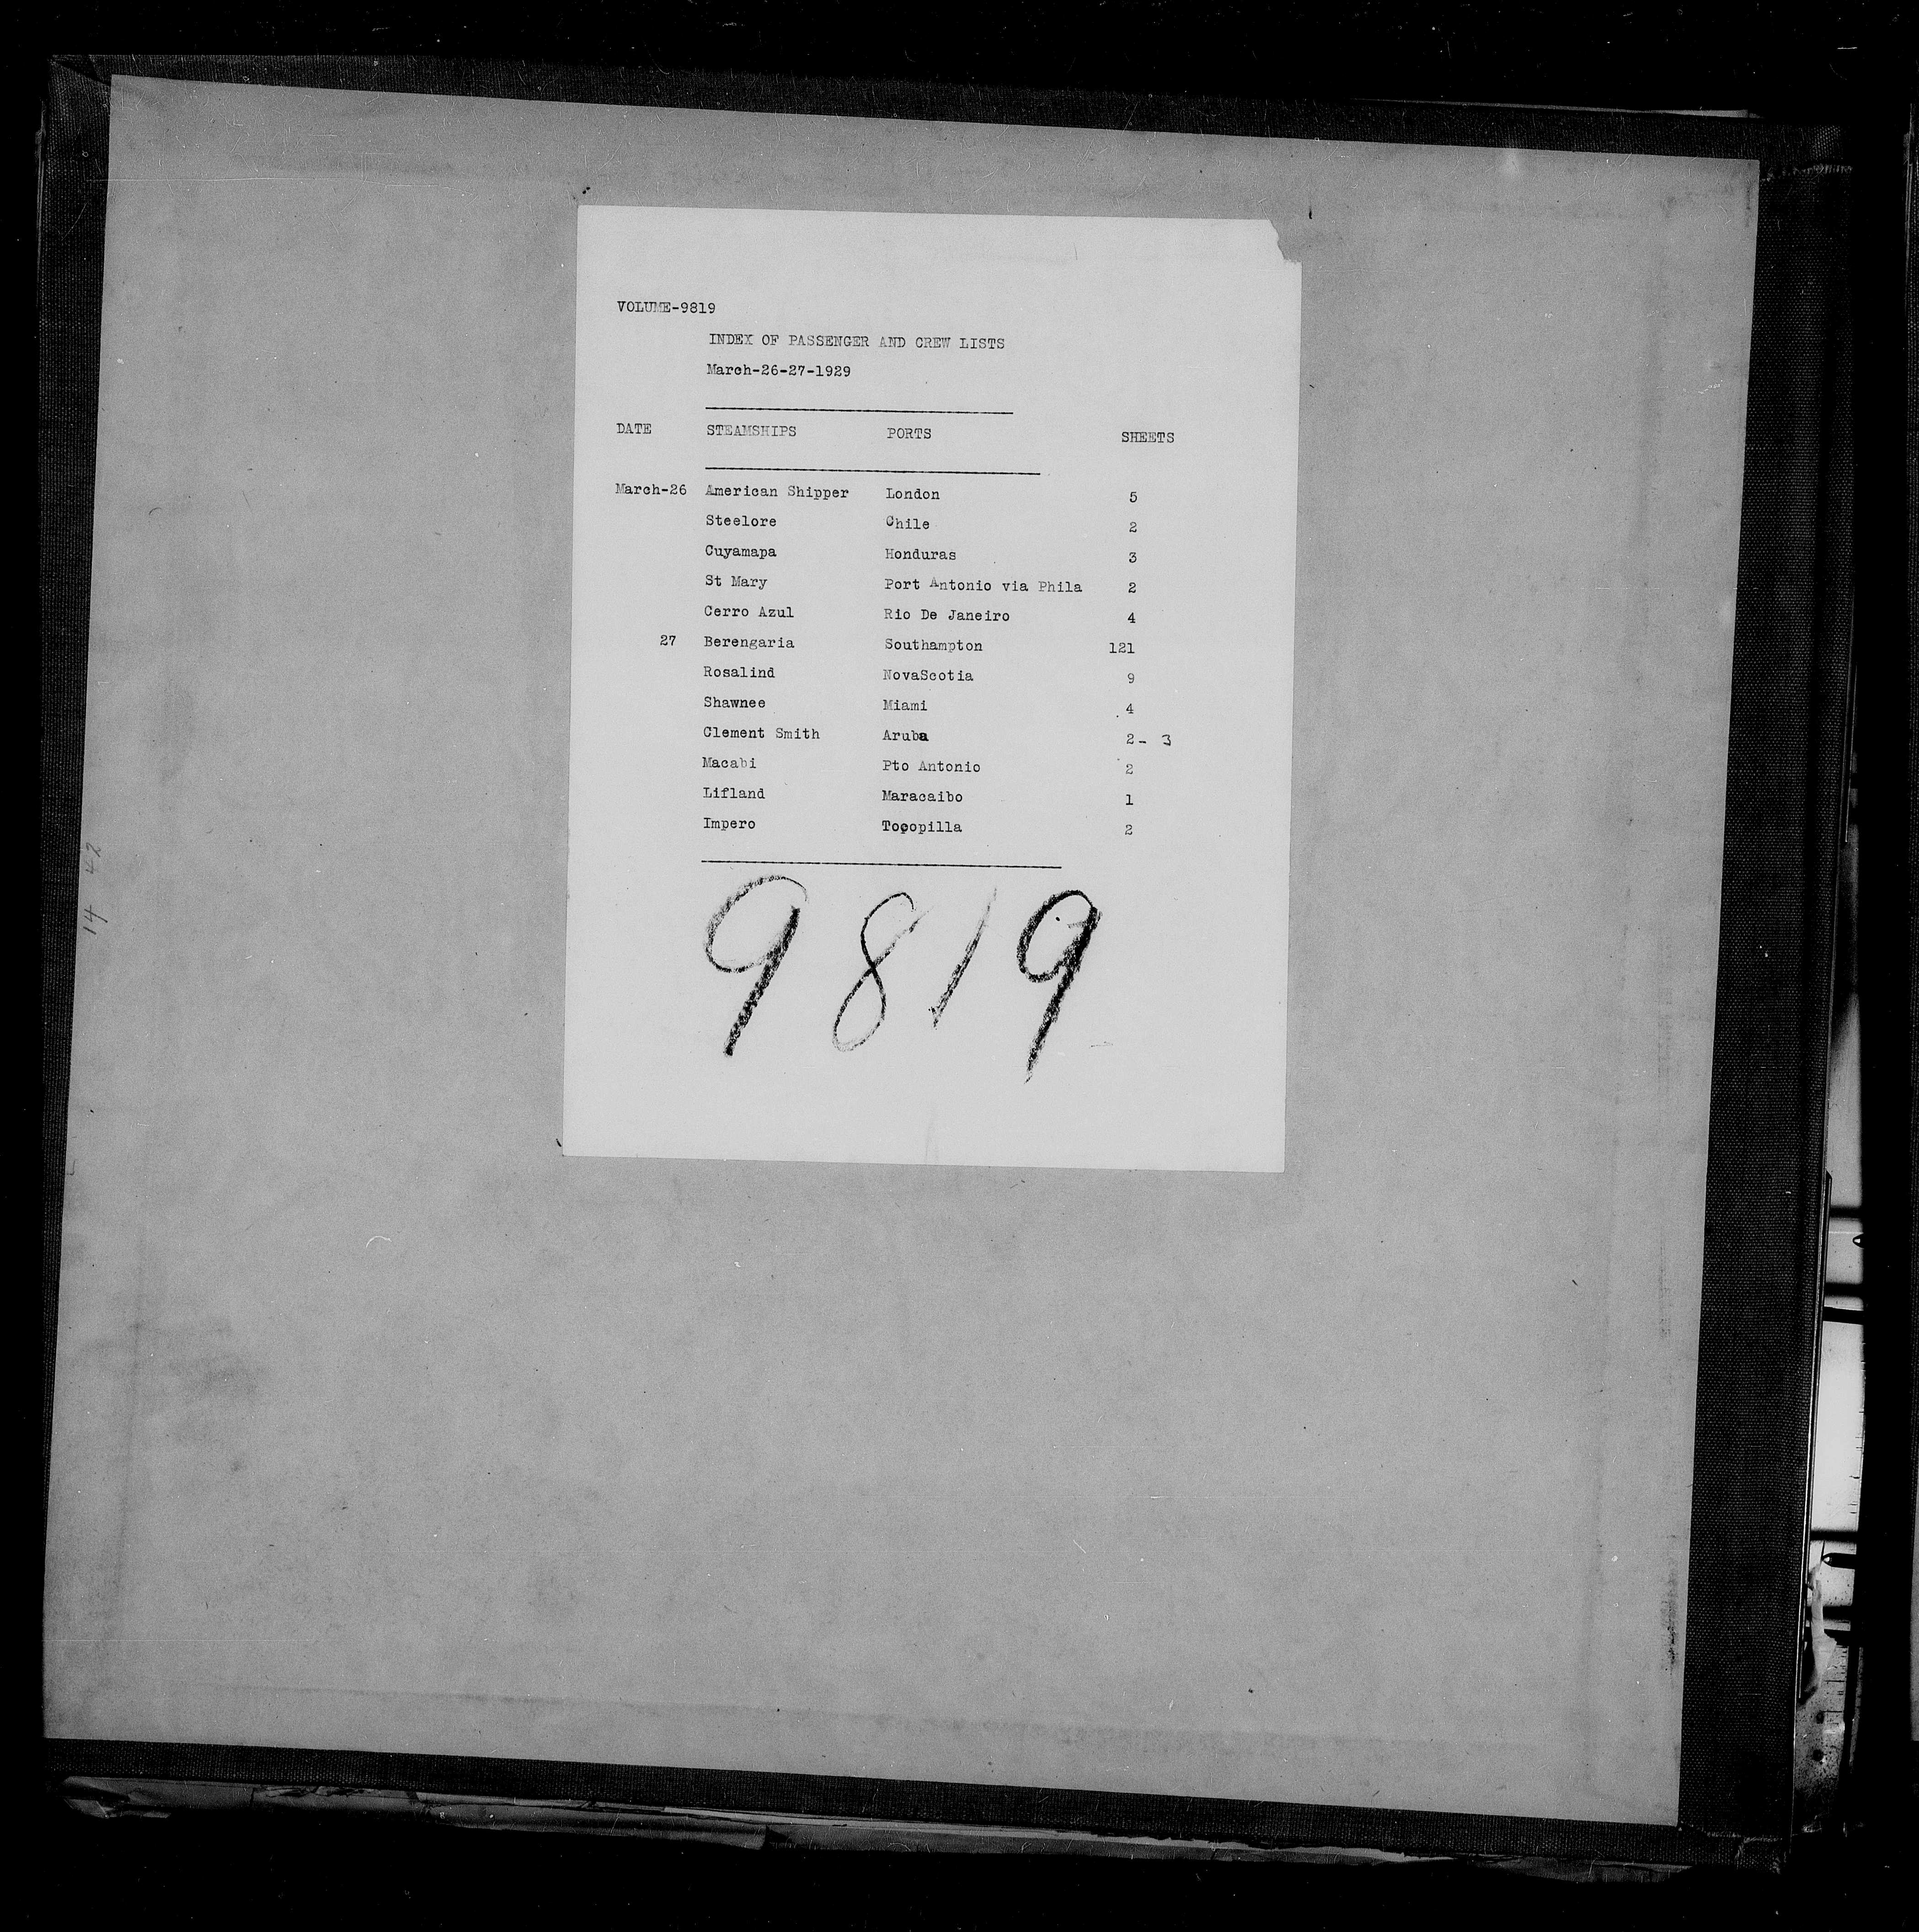 VOLUME-9819
INDEX OF PASSENGER AND CREW LISTS
March-26-27-1929
DATE STEAMSHIPS PORTS SHEETS
March-26 American Shipper London 5
Steelore Chile 2
Cuyamapa Honduras 3
St Mary Port Antonio via Phila 2
Cerro Azul Rio De Janeiro 4
27 Berengaria Southampton 121
Rosalind NovaScotia 9
Shawnee Miami 4
Clement Smith Aruba 2- 3
Macabi Pto Antonio 2
Lifland Maracaibo 1
Impero Tocopilla 2
9819
14 42